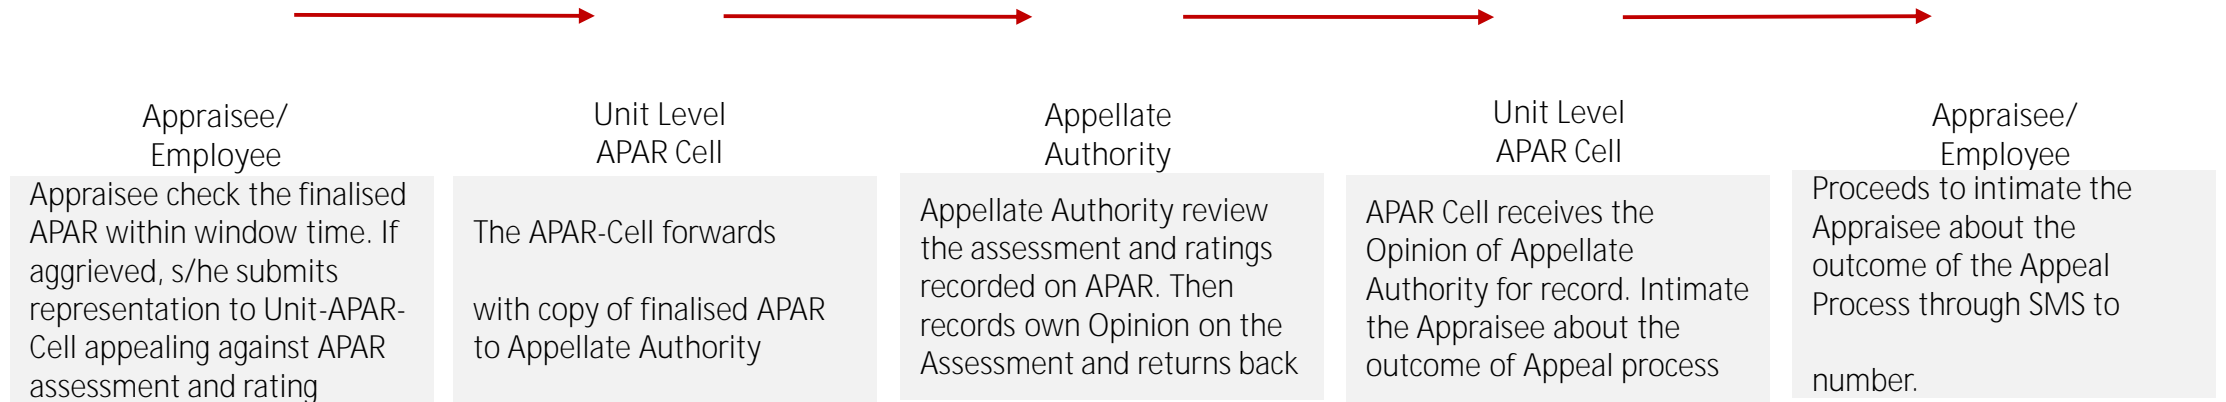 Appraisee/
Employee
Appraisee check the finalised
APAR within window time. If
aggrieved, s/he submits
representation to Unit-APAR-
Cell appealing against APAR
assessment and rating
Unit Level
APAR Cell
The APAR-Cell forwards
with copy of finalised APAR
to Appellate Authority
Appellate
Authority
Appellate Authority review
the assessment and ratings
recorded on APAR. Then
records own Opinion on the
Assessment and returns back
Unit Level
APAR Cell
APAR Cell receives the
Opinion of Appellate
Authority for record. Intimate
the Appraisee about the
outcome of Appeal process
Appraisee/
Employee
Proceeds to intimate the
Appraisee about the
outcome of the Appeal
Process through SMS to
number.